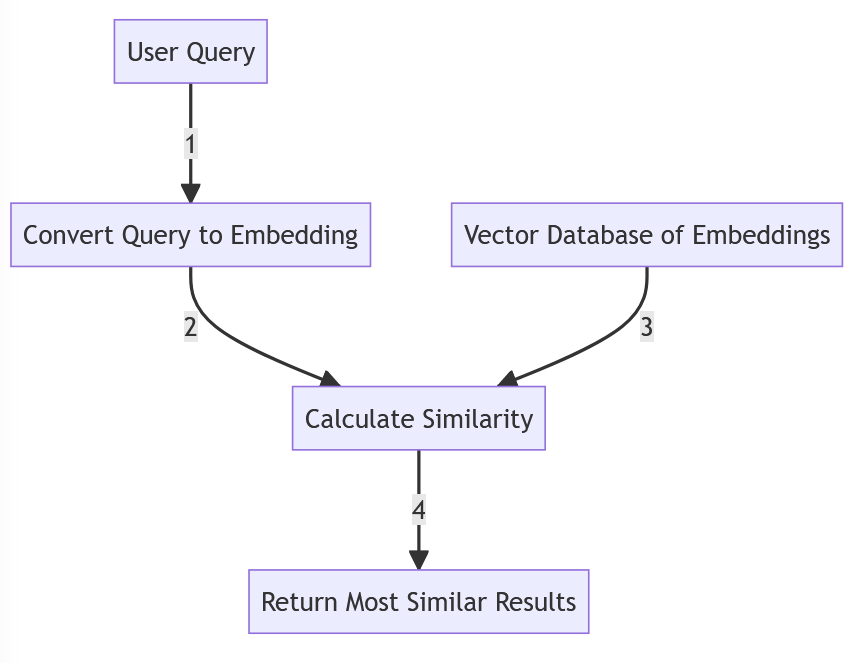 User Query
1
Convert Query to Embedding
Vector Database of Embeddings
2
3
Calculate Similarity
4
Return Most Similar Results